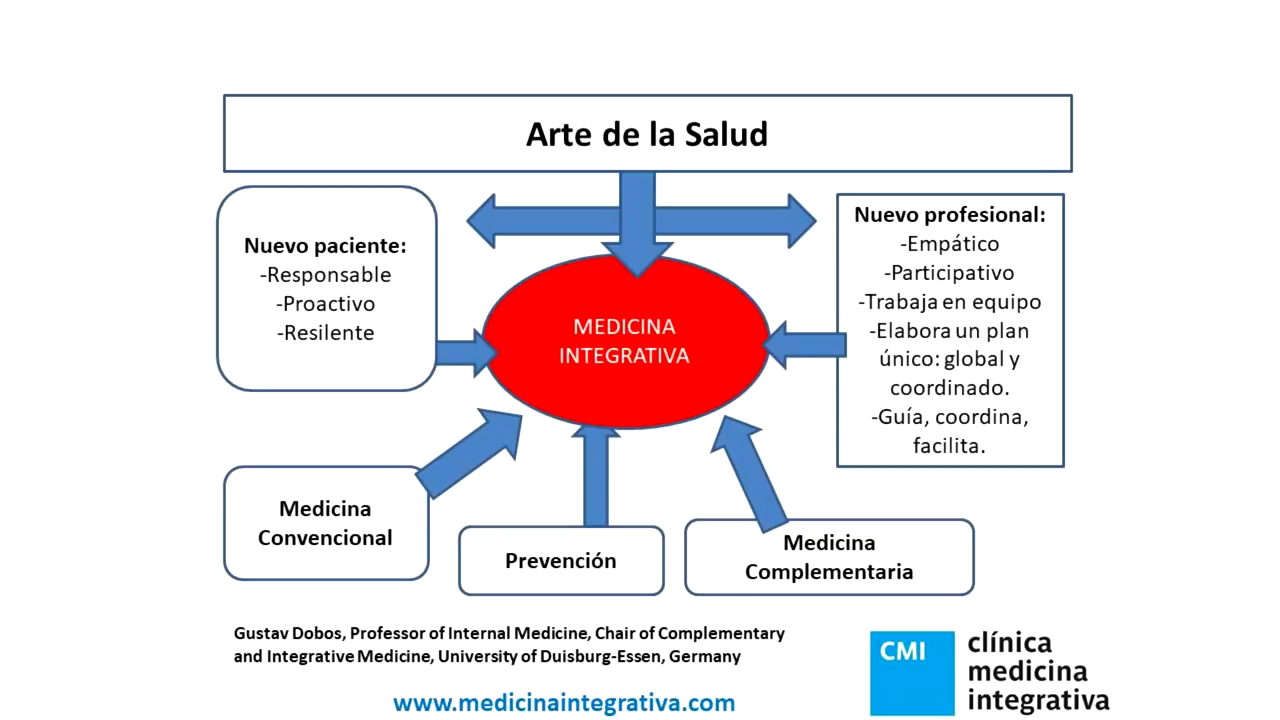 Arte de la Salud
Nuevo paciente:
-Responsable
-Proactivo
-Resilente
Nuevo profesional:
-Empático
-Participativo
-Trabaja en equipo
-Elabora un plan
único: global y
coordinado.
-Guía, coordina,
facilita.
MEDICINA
INTEGRATIVA
Medicina
Convencional
Prevención
Medicina
Complementaria
Gustav Dobos, Professor of Internal Medicine, Chair of Complementary
and Integrative Medicine, University of Duisburg-Essen, Germany
www.medicinaintegrativa.com
CMI
clínica
medicina
integrativa